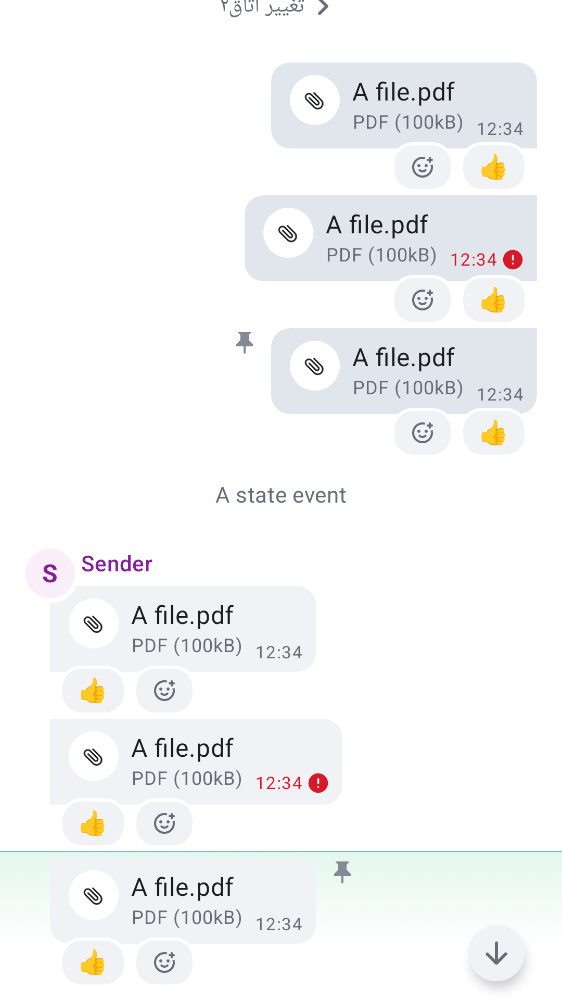 تغییر اتاق۲
A file.pdf
PDF (100kB)
12:34
A file.pdf
PDF (100kB)
12:34
A file.pdf
PDF (100kB)
12:34
A state event
S
Sender
A file.pdf
PDF (100kB)
12:34
A file.pdf
PDF (100kB)
12:34
A file.pdf
PDF (100kB)
12:34